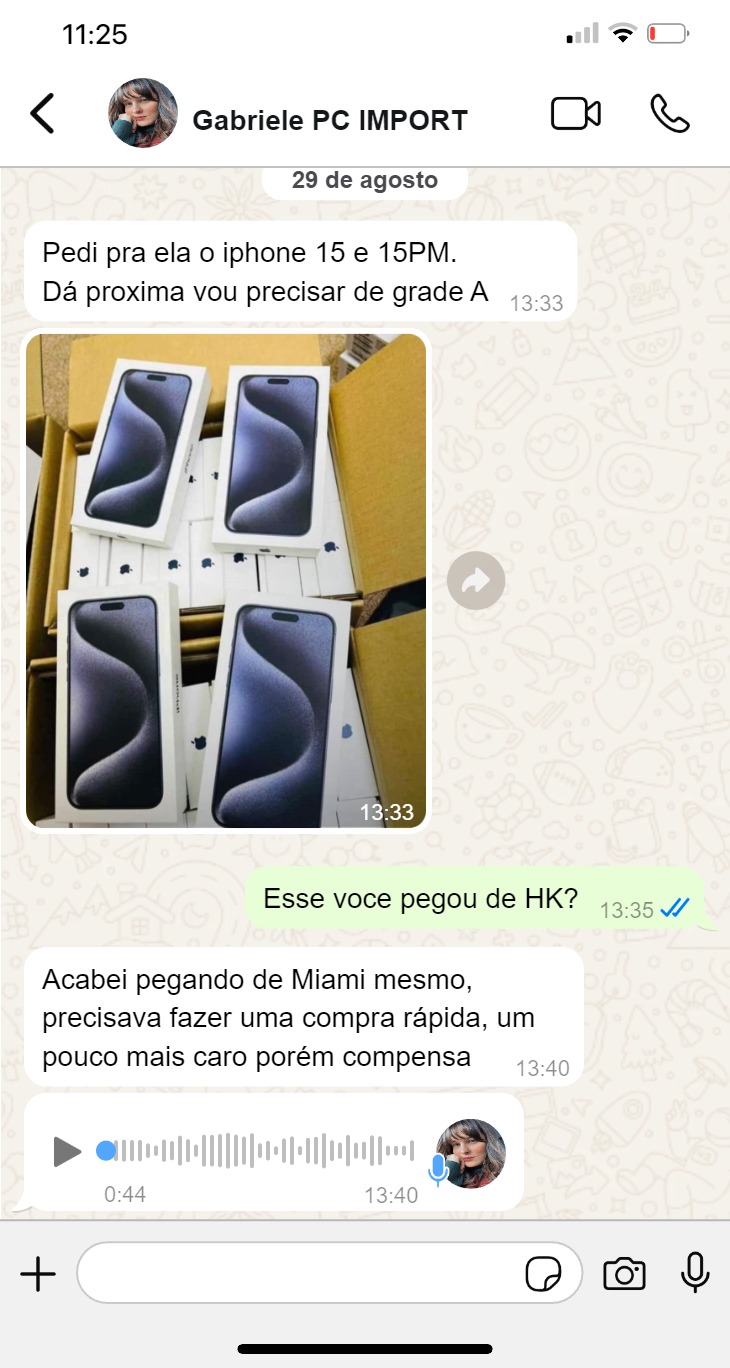 11:25
Gabriele PC IMPORT
29 de agosto
Pedi pra ela o iphone 15 e 15PM.
Dá proxima vou precisar de grade A 13:33
13:33
Esse voce pegou de HK? 13:35
Acabei pegando de Miami mesmo,
precisava fazer uma compra rápida, um
pouco mais caro porém compensa 13:40
0:44 13:40